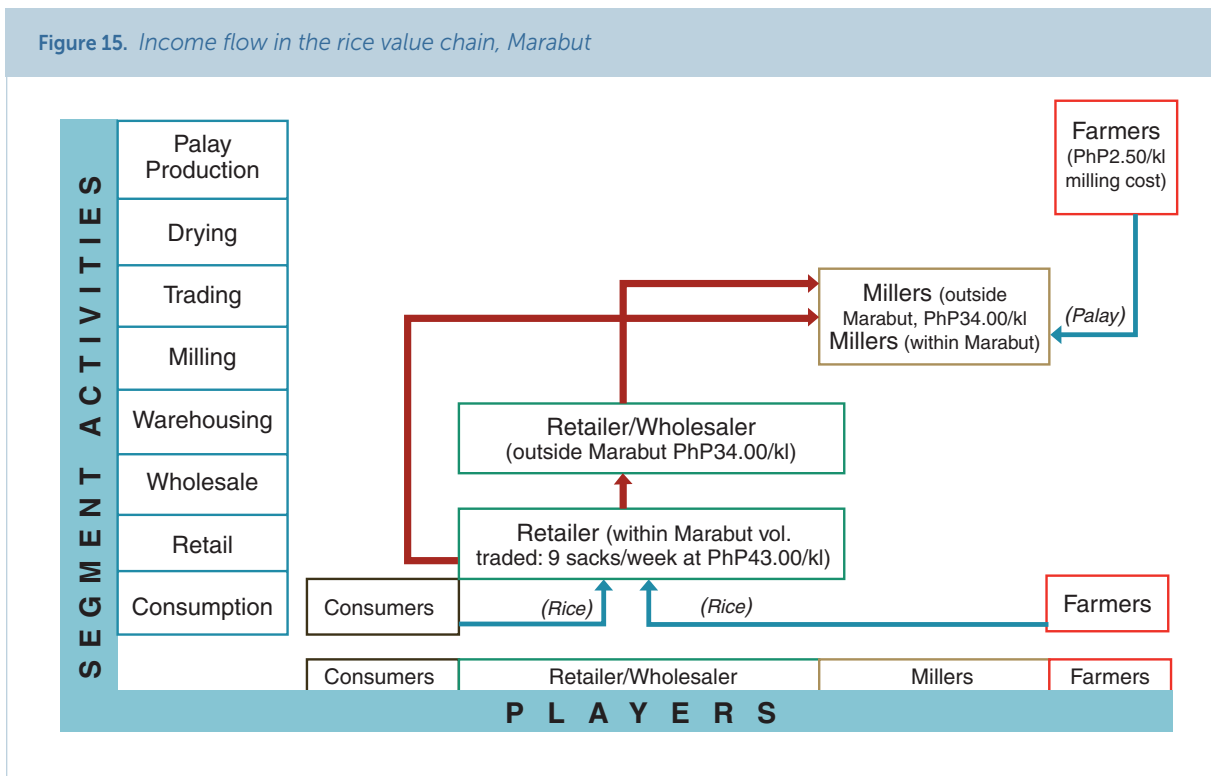 Figure 15. Income flow in the rice value chain, Marabut
SEGMENT ACTIVITIES
Palay
Production
Drying
Trading
Milling
Warehousing
Wholesale
Retail
Consumption
Farmers
(PhP2.50/kl
milling cost)
Millers (outside
Marabut, PhP34.00/kl
Millers (within Marabut)
(Palay)
Retailer/Wholesaler
(outside Marabut PhP34.00/kl)
Retailer (within Marabut vol.
traded: 9 sacks/week at PhP43.00/kl)
Consumers
(Rice)
(Rice)
Farmers
Consumers
Retailer/Wholesaler
Millers
Farmers
PLAYERS